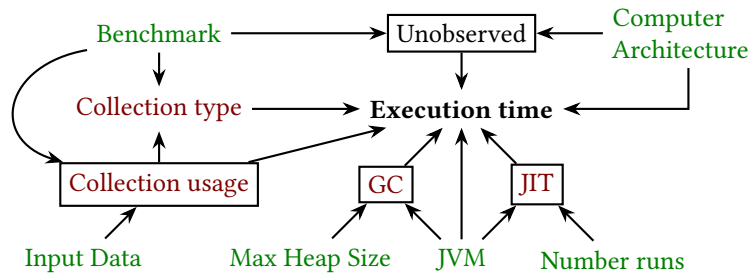 Benchmark
Unobserved
Computer
Architecture
Collection type
Execution time
Collection usage
GC
JIT
Input Data
Max Heap Size
JVM
Number runs